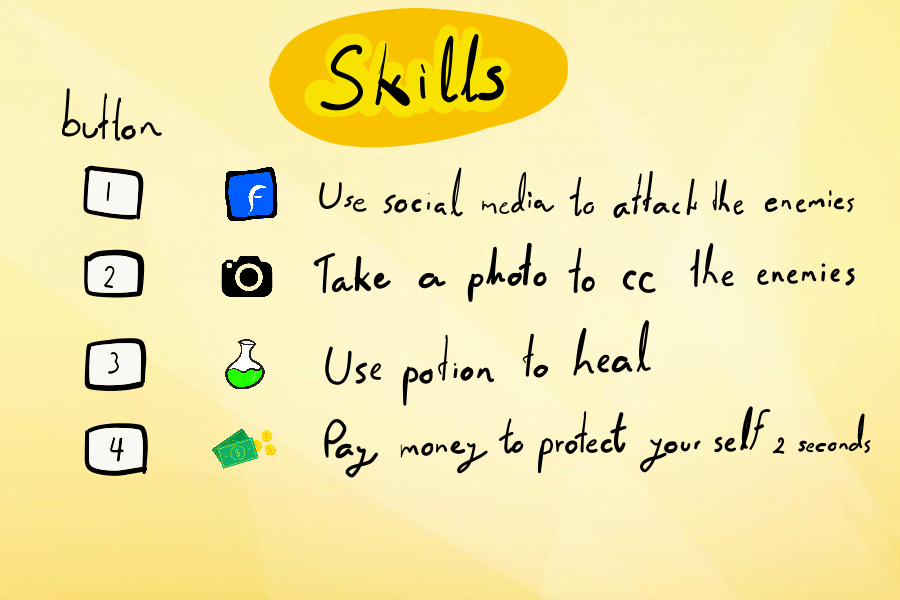 Skills
button
1 f Use social media to attack the enemies
2 Take a photo to cc the enemies
3 Use potion to heal
4 Pay money to protect your self 2 seconds